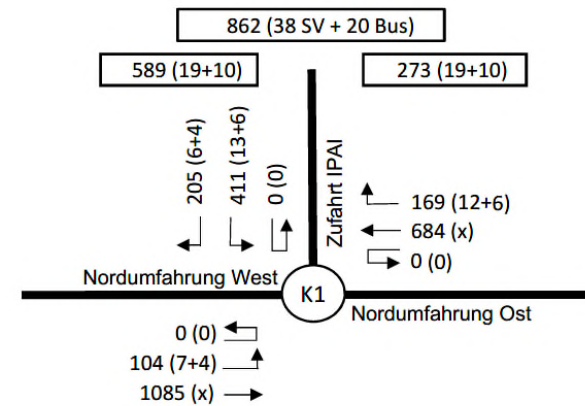 862 (38 SV + 20 Bus)
589 (19+10)
273 (19+10)
205 (6+4)
411 (13+6)
0 (0)
Zufahrt IPAI
169 (12+6)
684 (x)
0 (0)
Nordumfahrung West
K1
Nordumfahrung Ost
0 (0)
104 (7+4)
1085 (x)